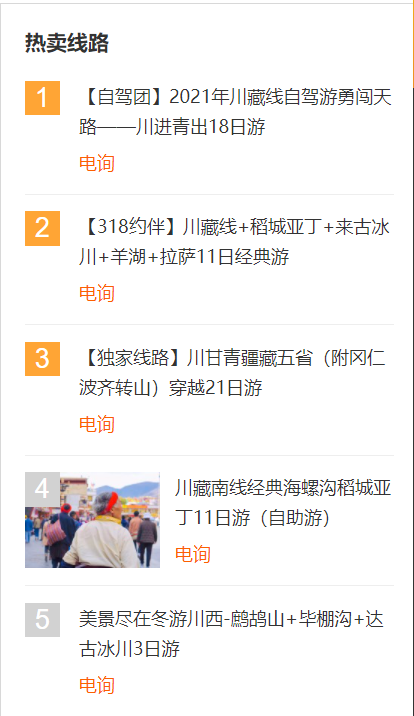 热卖线路
1
【自驾团】2021年川藏线自驾游勇闯天
路——川进青出18日游
电询
2
【318约伴】川藏线+稻城亚丁+来古冰
川+羊湖+拉萨11日经典游
电询
3
【独家线路】川甘青疆藏五省（附冈仁
波齐转山）穿越21日游
电询
4
川藏南线经典海螺沟稻城亚
丁11日游（自助游）
电询
5
美景尽在冬游川西-鹧鸪山+毕棚沟+达
古冰川3日游
电询